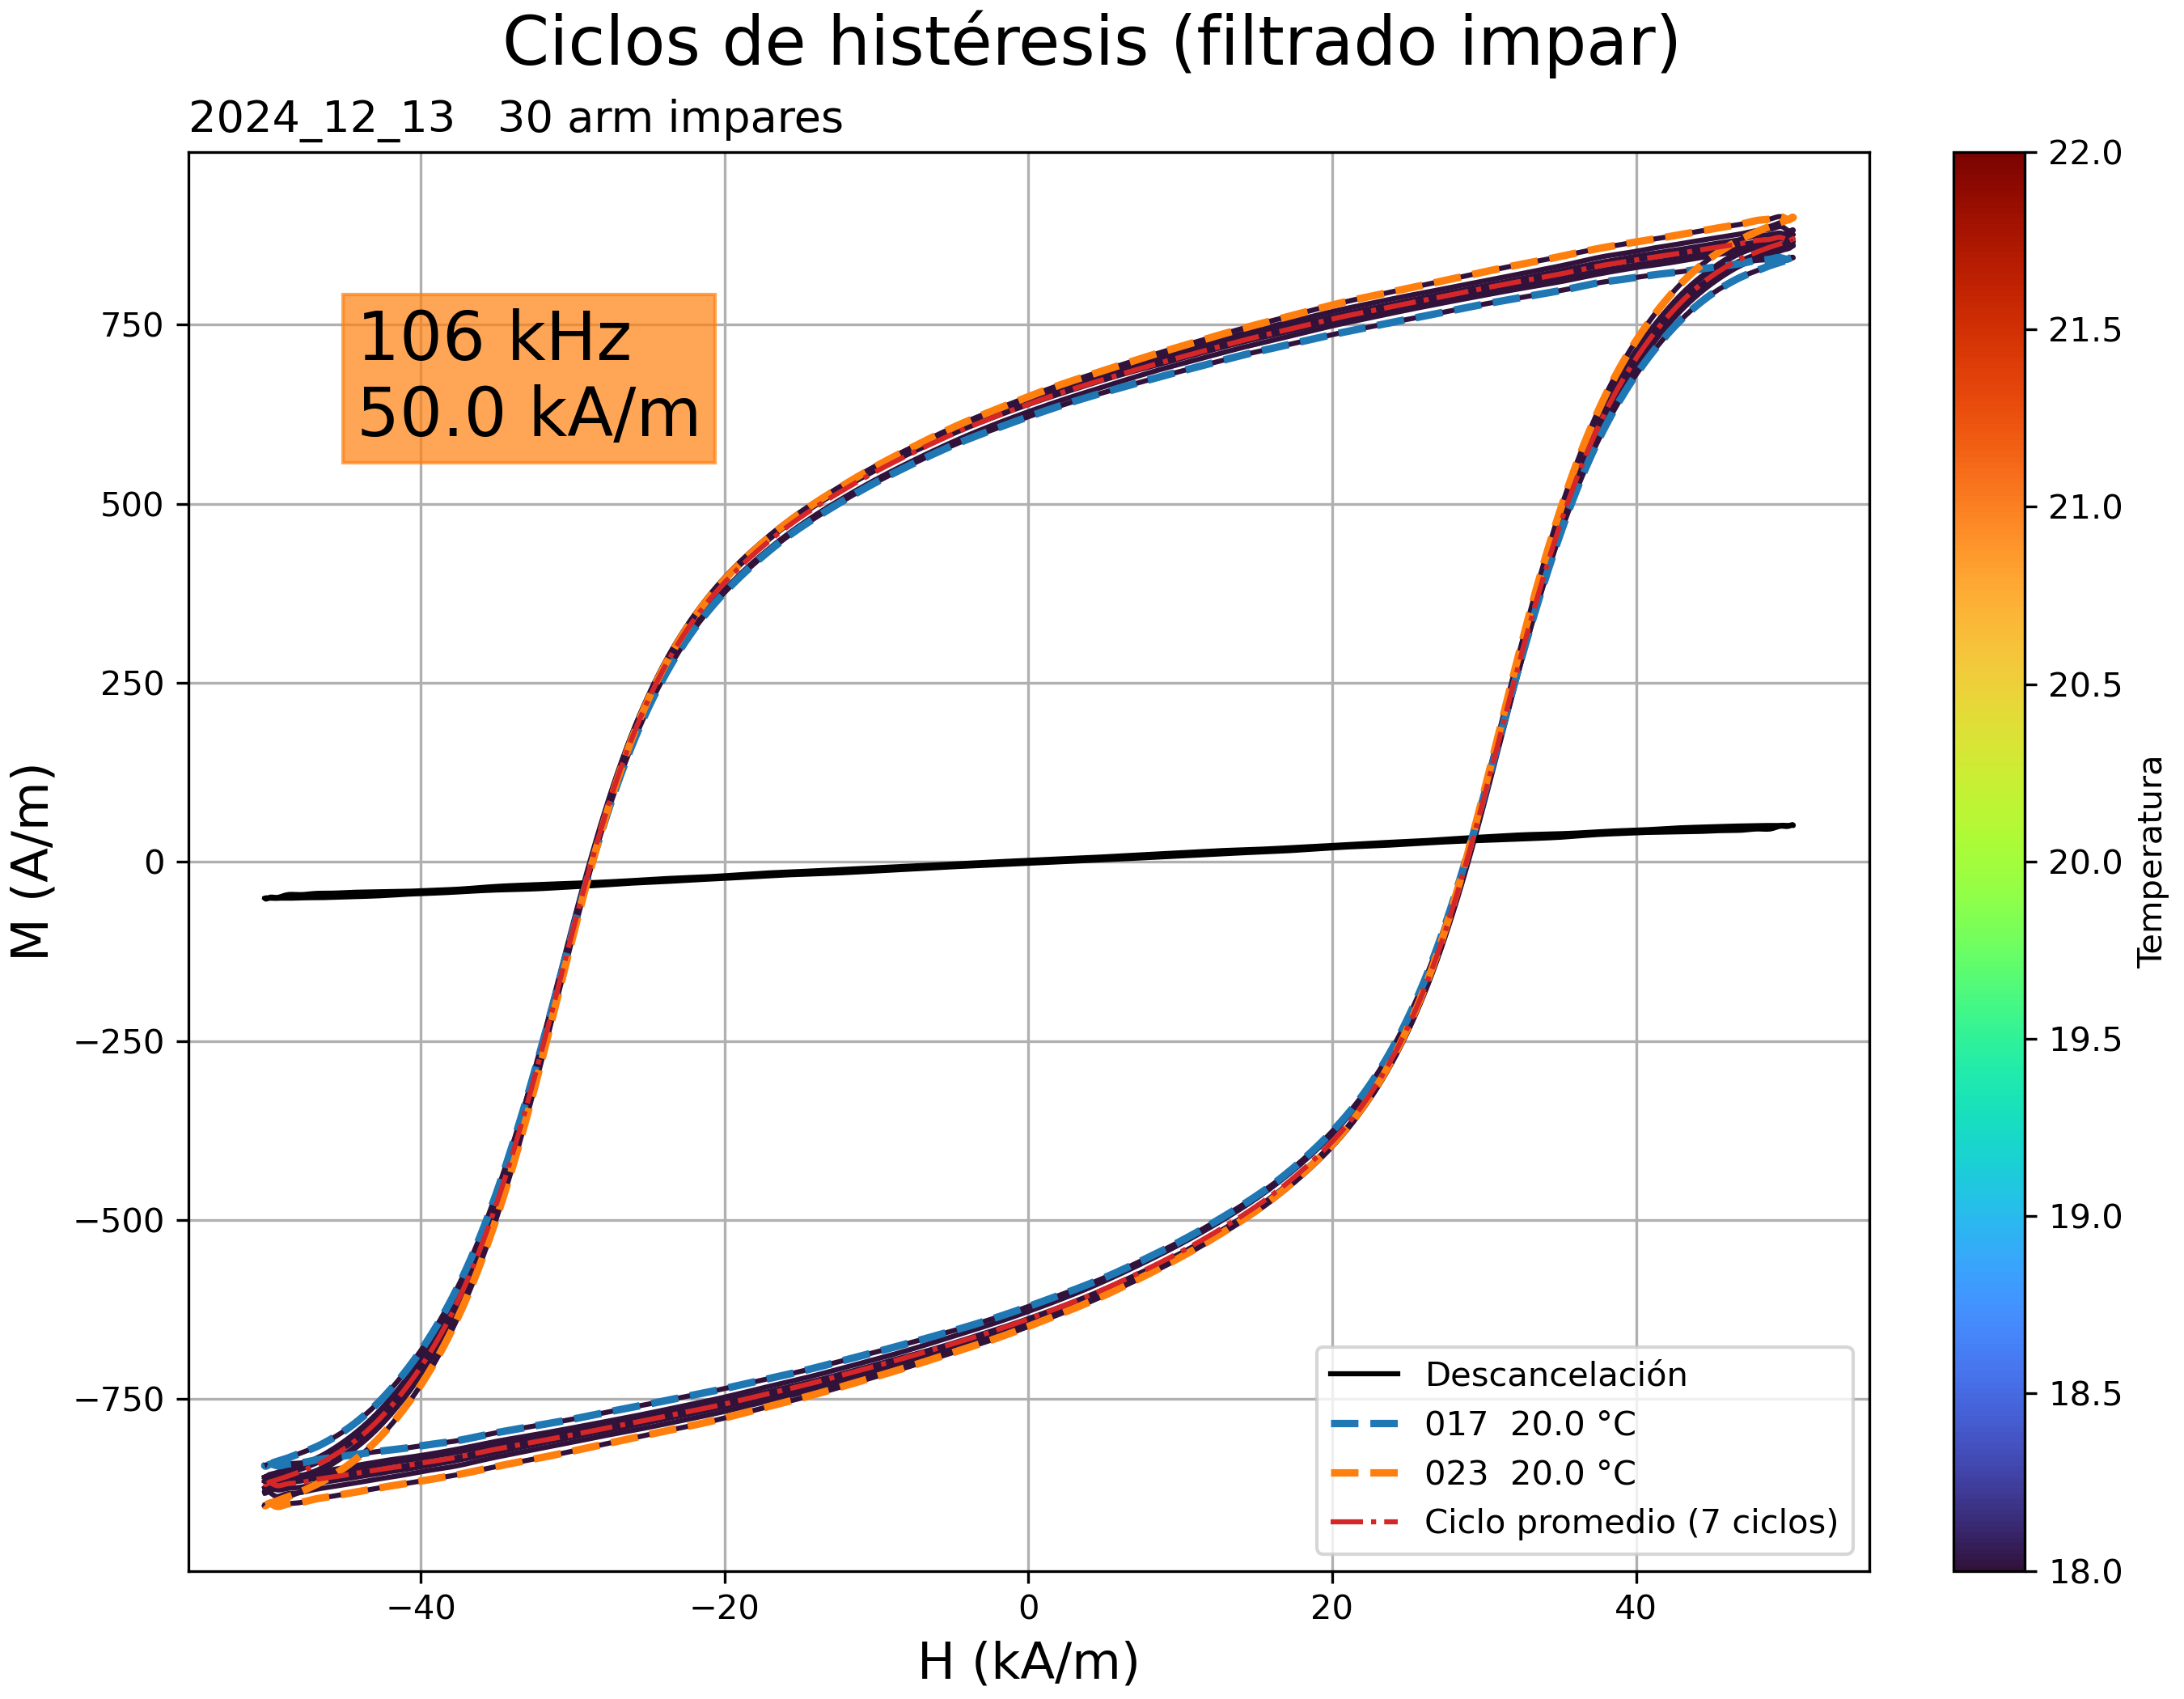 Ciclos de histéresis (filtrado impar)
2024_12_13   30 arm impares
106 kHz
50.0 kA/m
M (A/m)
750
500
250
0
−250
−500
−750
−40
−20
0
20
40
H (kA/m)
Descancelación
017  20.0 °C
023  20.0 °C
Ciclo promedio (7 ciclos)
22.0
21.5
21.0
20.5
20.0
19.5
19.0
18.5
18.0
Temperatura